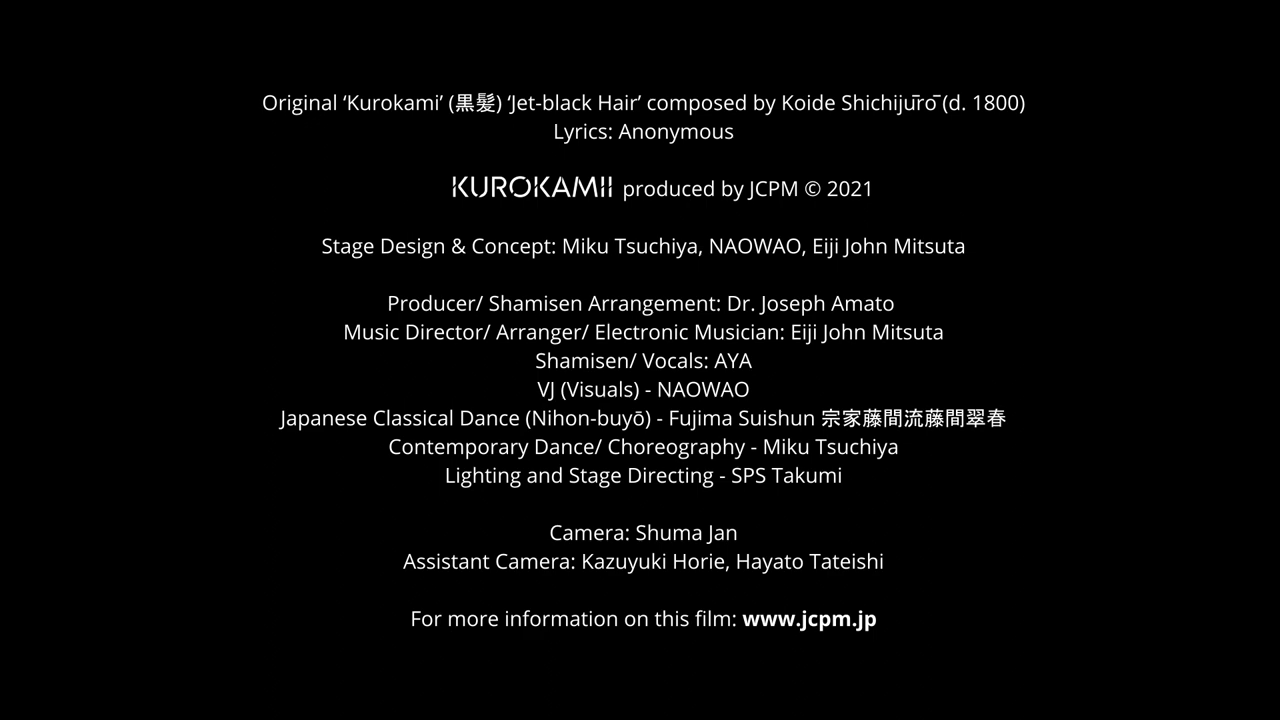 Original ‘Kurokami’ (黒髪) ‘Jet-black Hair’ composed by Koide Shichijūrō (d. 1800)
Lyrics: Anonymous
KUROKAMII produced by JCPM © 2021
Stage Design & Concept: Miku Tsuchiya, NAOWAO, Eiji John Mitsuta
Producer/ Shamisen Arrangement: Dr. Joseph Amato
Music Director/ Arranger/ Electronic Musician: Eiji John Mitsuta
Shamisen/ Vocals: AYA
VJ (Visuals) - NAOWAO
Japanese Classical Dance (Nihon-buyō) - Fujima Suishun 宗家藤間流藤間翠春
Contemporary Dance/ Choreography - Miku Tsuchiya
Lighting and Stage Directing - SPS Takumi
Camera: Shuma Jan
Assistant Camera: Kazuyuki Horie, Hayato Tateishi
For more information on this film: www.jcpm.jp